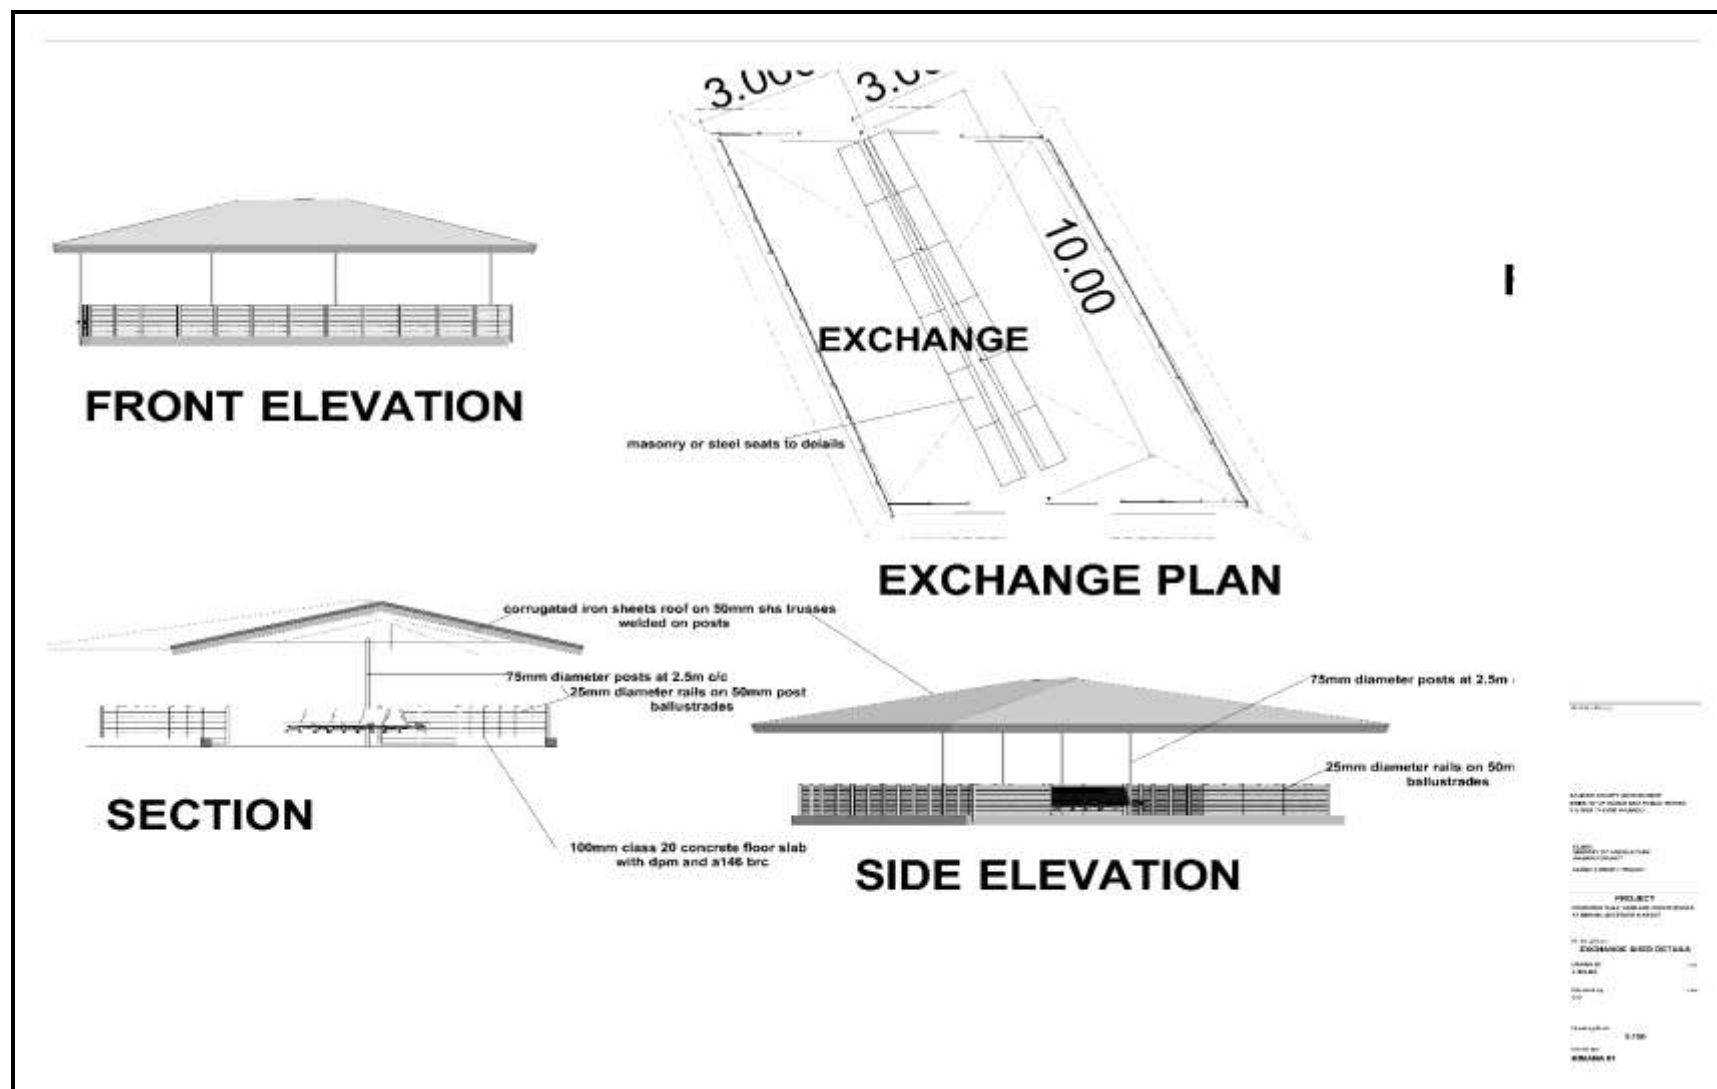 3.000
3.00
10.00
EXCHANGE
FRONT ELEVATION
masonry or steel seats to details
EXCHANGE PLAN
corrugated iron sheets roof on 50mm shs trusses
welded on posts
75mm diameter posts at 2.5m c/c
25mm diameter rails on 50mm post
ballustrades
75mm diameter posts at 2.5m
25mm diameter rails on 50m
ballustrades
SECTION
100mm class 20 concrete floor slab
with dpm and a146 brc
SIDE ELEVATION
PROJECT
EXCHANGE SHED DETAILS